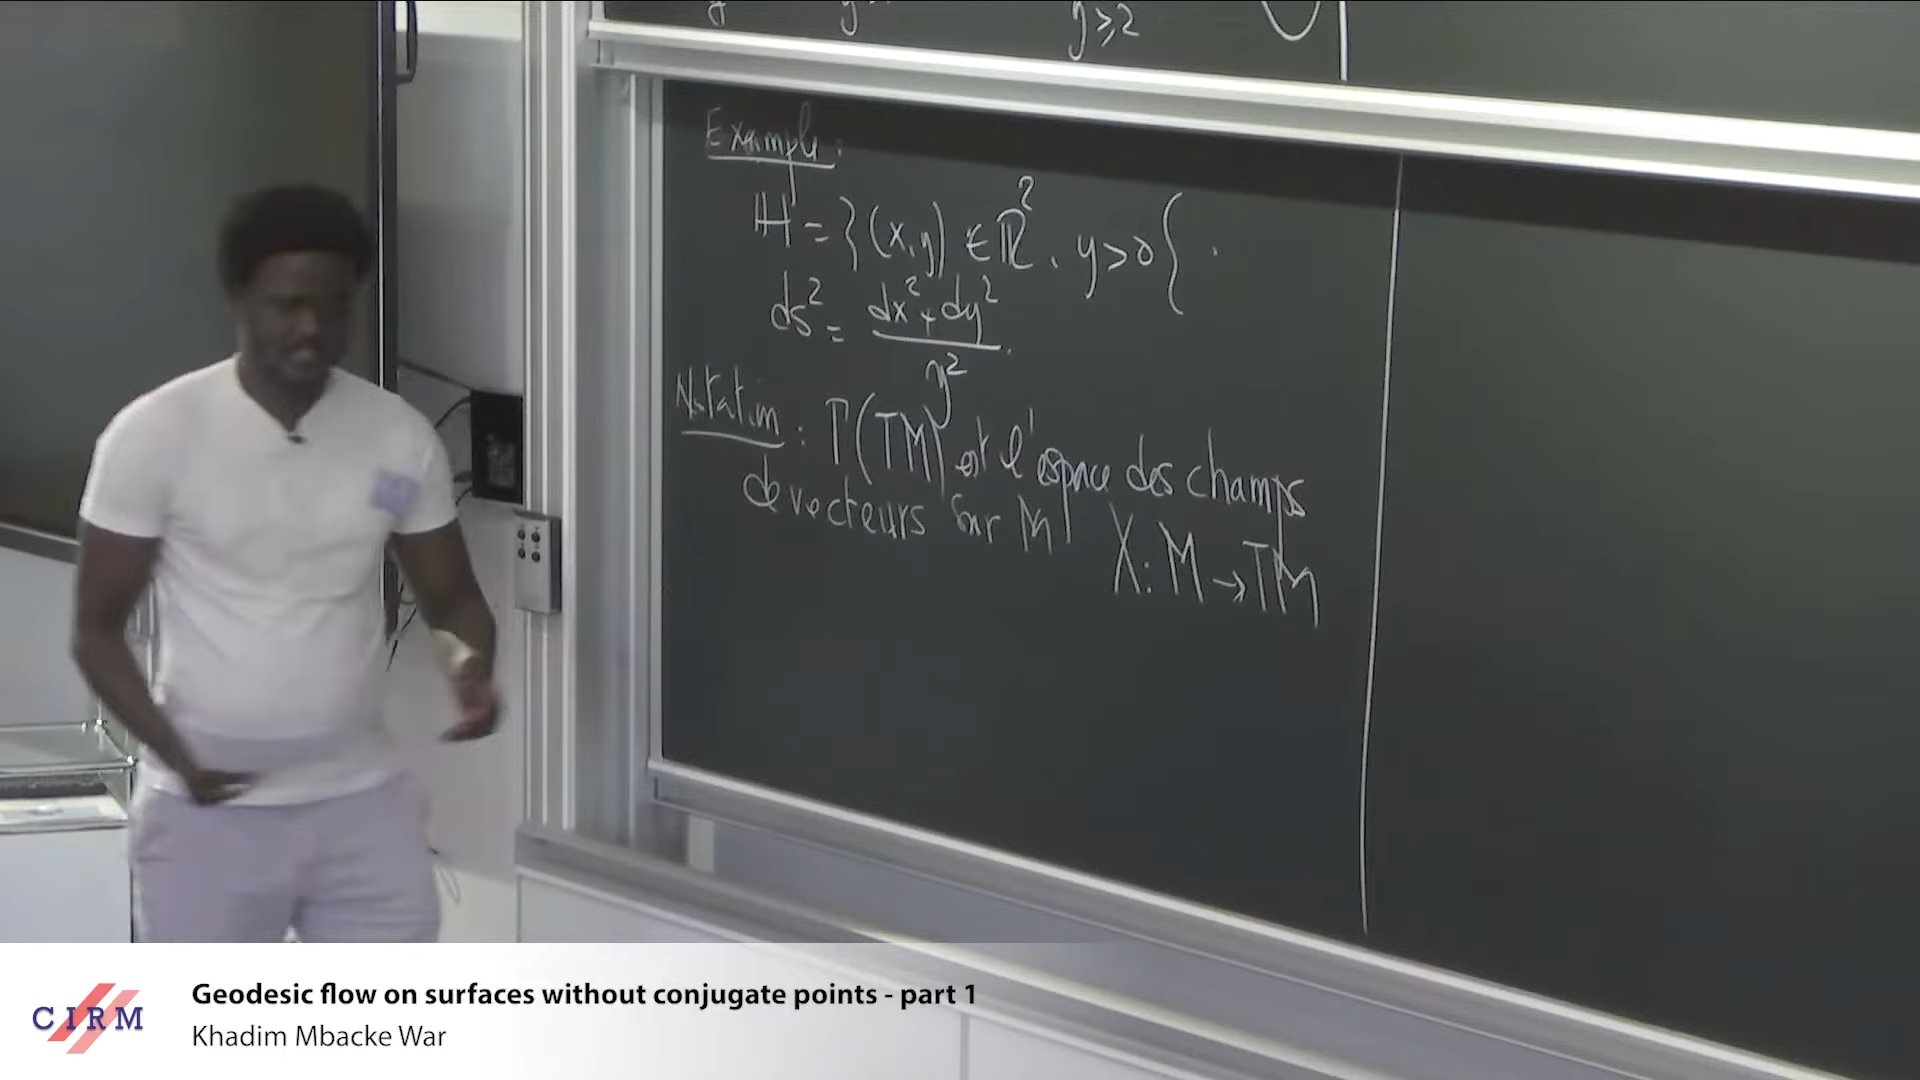 y ≥ 2
Example :
H = }(x,y) ∈ ℝ², y > 0{ .
ds² = dx² + dy² / y² .
Notation : Γ(TM) est l'espace des champs
de vecteurs sur M X : M → TM
CIRM
Geodesic flow on surfaces without conjugate points - part 1
Khadim Mbacke War